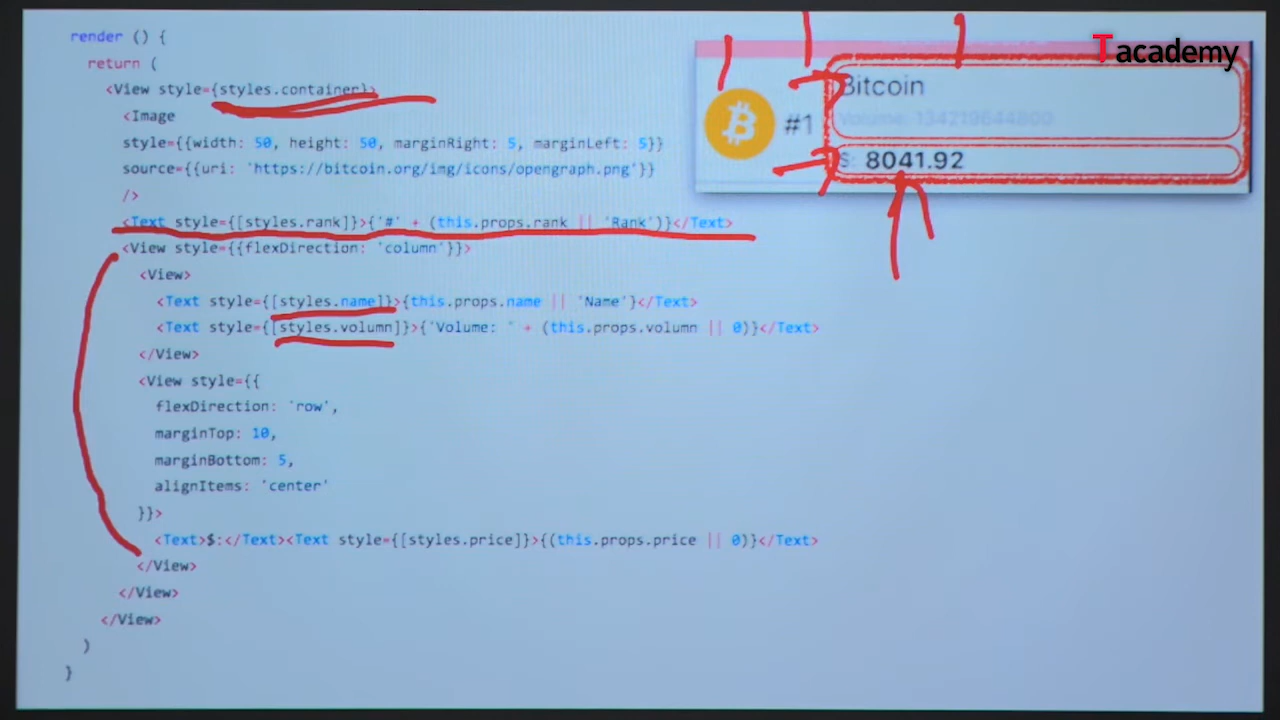 render () {
return (
<View style={styles.container}>
<Image
style={{width: 50, height: 50, marginRight: 5, marginLeft: 5}}
source={{uri: 'https://bitcoin.org/img/icons/opengraph.png'}}
/>
<Text style={[styles.rank]}>{'#' + (this.props.rank || 'Rank')}</Text>
<View style={{flexDirection: 'column'}}>
<View>
<Text style={[styles.name]}>{this.props.name || 'Name'}</Text>
<Text style={[styles.volumn]}>{'Volume: " + (this.props.volumn || 0)}</Text>
</View>
<View style={{
flexDirection: 'row',
marginTop: 10,
marginBottom: 5,
alignItems: 'center'
}}>
<Text>$:</Text><Text style={[styles.price]}>{(this.props.price || 0)}</Text>
</View>
</View>
</View>
)
}
Tacademy
Bitcoin
#1
Volume: 134219644800
$: 8041.92